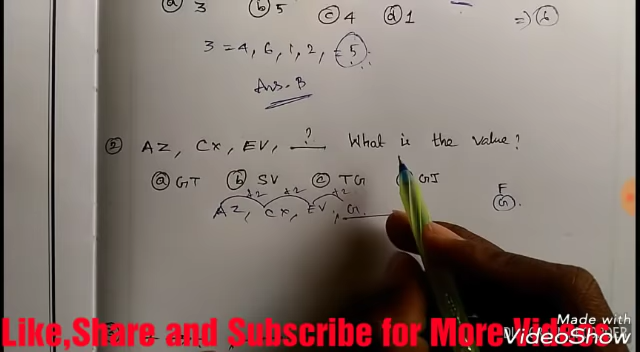 ⓐ 3 ⓑ 5 ⓒ 4 ⓓ 1 => ⓑ
3 = 4, 6, 1, 2, = 5
Ans. B
② AZ, CX, EV, ? What is the value?
ⓐ GT ⓑ SV ⓒ TG GI
+2 +2 +2
AZ, CX, EV, G
F
G.
Like,Share and Subscribe for More Videos
Made with
VideoShow